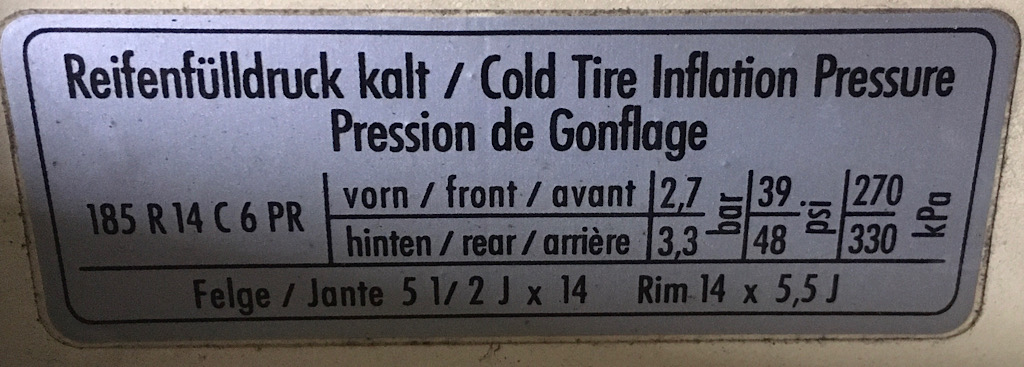 Reifenfülldruck kalt / Cold Tire Inflation Pressure
Pression de Gonflage
185 R 14 C 6 PR
vorn / front / avant 2,7 39 270
hinten / rear / arrière 3,3 48 330
bar psi kPa
Felge / Jante 5 1/2 J x 14 Rim 14 x 5,5 J